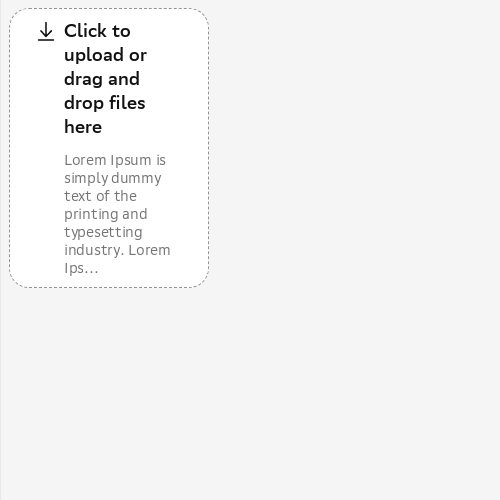 Click to
upload or
drag and
drop files
here
Lorem Ipsum is
simply dummy
text of the
printing and
typesetting
industry. Lorem
Ips...